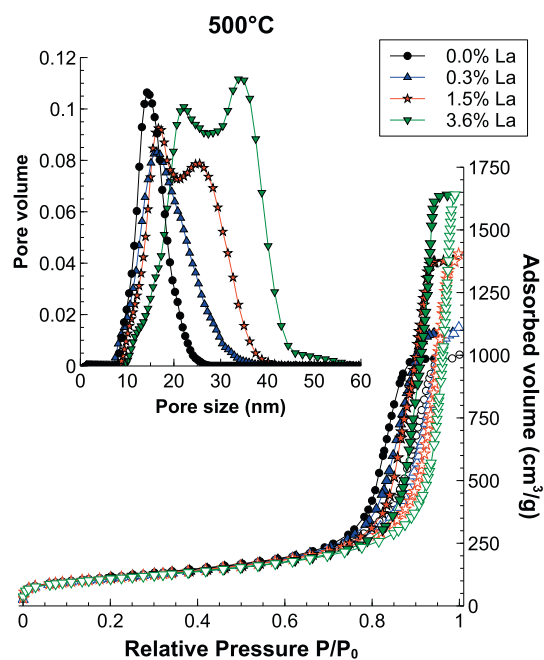 500°C
0.0% La
0.3% La
1.5% La
3.6% La
0.12
0.1
0.08
0.06
0.04
0.02
0
Pore volume
0 10 20 30 40 50 60
Pore size (nm)
1750
1500
1250
1000
750
500
250
0
Adsorbed volume (cm³/g)
0 0.2 0.4 0.6 0.8 1
Relative Pressure P/P₀